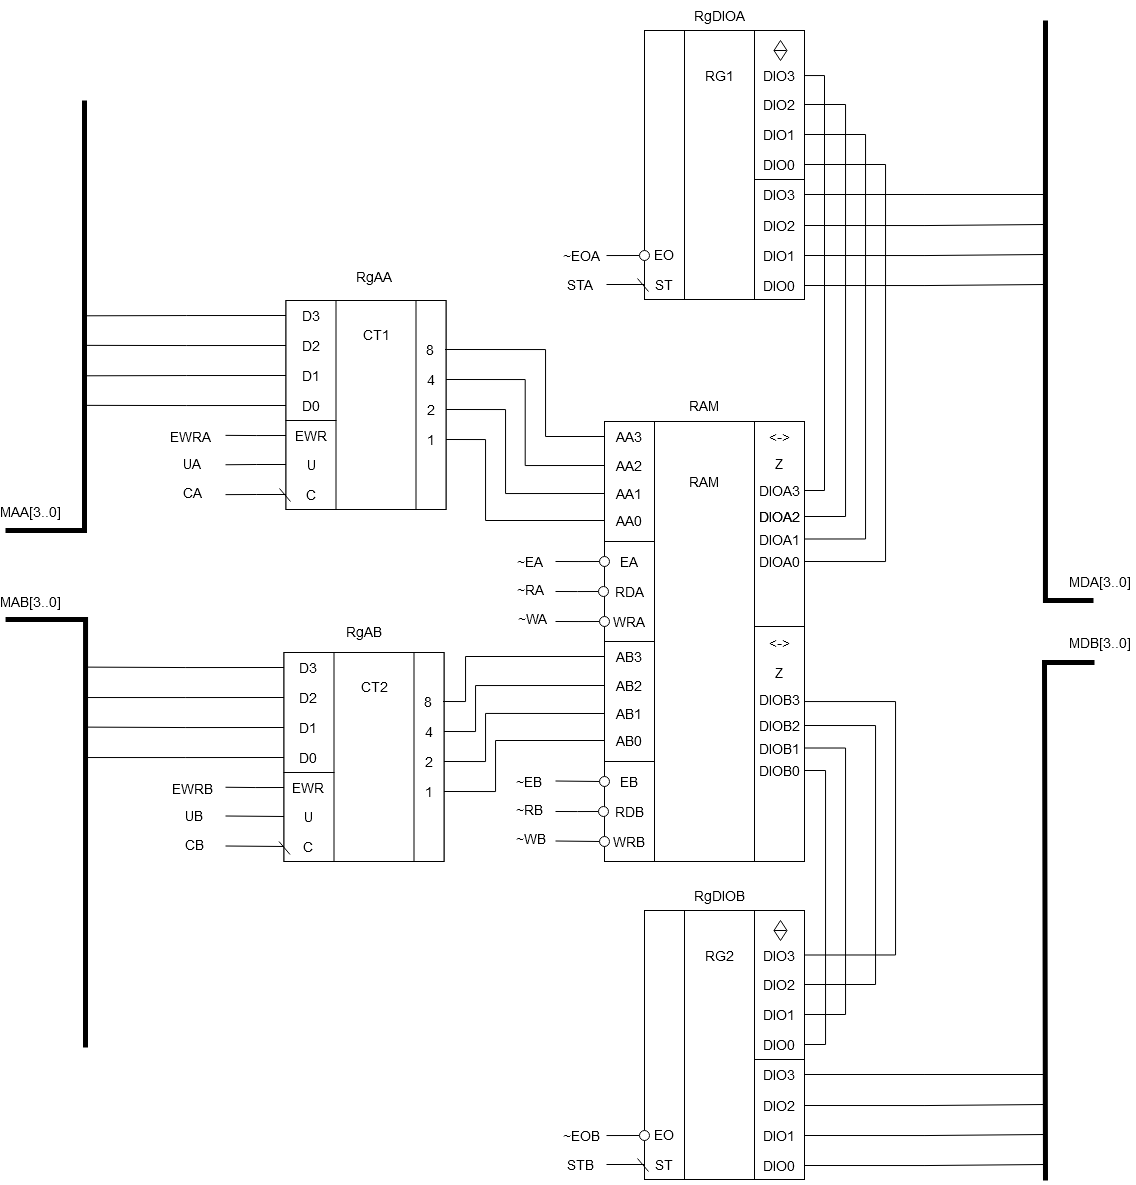 RgDIOA
RG1
DIO3
DIO2
DIO1
DIO0
DIO3
DIO2
DIO1
DIO0
~EOA
EO
STA
ST
RgAA
CT1
D3
D2
D1
D0
EWRA
EWR
UA
U
CA
C
8
4
2
1
MAA[3..0]
RAM
RAM
AA3
AA2
AA1
AA0
~EA
EA
~RA
RDA
~WA
WRA
<->
Z
DIOA3
DIOA2
DIOA1
DIOA0
MDA[3..0]
MAB[3..0]
RgAB
CT2
D3
D2
D1
D0
EWRB
EWR
UB
U
CB
C
8
4
2
1
AB3
AB2
AB1
AB0
~EB
EB
~RB
RDB
~WB
WRB
<->
Z
DIOB3
DIOB2
DIOB1
DIOB0
MDB[3..0]
RgDIOB
RG2
DIO3
DIO2
DIO1
DIO0
DIO3
DIO2
DIO1
DIO0
~EOB
EO
STB
ST